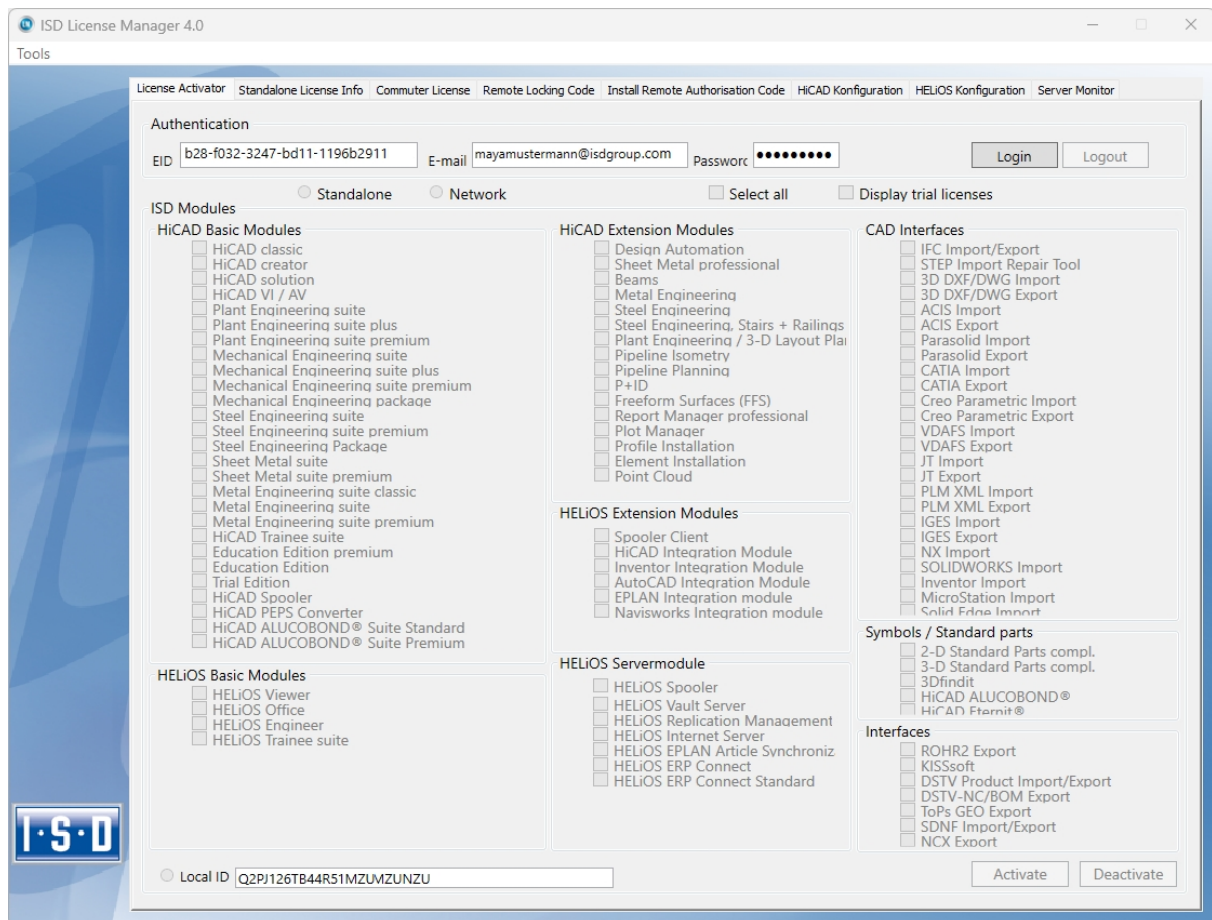 ISD License Manager 4.0
Tools
License Activator Standalone License Info Commuter License Remote Locking Code Install Remote Authorisation Code HiCAD Konfiguration HELiOS Konfiguration Server Monitor
Authentication
EID b28-f032-3247-bd11-1196b2911 E-mail mayamustermann@isdgroup.com Passworc ●●●●●●●●● Login Logout
Standalone Network Select all Display trial licenses
ISD Modules
HiCAD Basic Modules
HiCAD classic
HiCAD creator
HiCAD solution
HiCAD VI / AV
Plant Engineering suite
Plant Engineering suite plus
Plant Engineering suite premium
Mechanical Engineering suite
Mechanical Engineering suite plus
Mechanical Engineering suite premium
Mechanical Engineering package
Steel Engineering suite
Steel Engineering suite premium
Steel Engineering Package
Sheet Metal suite
Sheet Metal suite premium
Metal Engineering suite classic
Metal Engineering suite
Metal Engineering suite premium
HiCAD Trainee suite
Education Edition premium
Education Edition
Trial Edition
HiCAD Spooler
HiCAD PEPS Converter
HiCAD ALUCOBOND® Suite Standard
HiCAD ALUCOBOND® Suite Premium
HELiOS Basic Modules
HELiOS Viewer
HELiOS Office
HELiOS Engineer
HELiOS Trainee suite
HiCAD Extension Modules
Design Automation
Sheet Metal professional
Beams
Metal Engineering
Steel Engineering
Steel Engineering, Stairs + Railings
Plant Engineering / 3-D Layout Plai
Pipeline Isometry
Pipeline Planning
P+ID
Freeform Surfaces (FFS)
Report Manager professional
Plot Manager
Profile Installation
Element Installation
Point Cloud
HELiOS Extension Modules
Spooler Client
HiCAD Integration Module
Inventor Integration Module
AutoCAD Integration Module
EPLAN Integration module
Navisworks Integration module
HELiOS Servermodule
HELiOS Spooler
HELiOS Vault Server
HELiOS Replication Management
HELiOS Internet Server
HELiOS EPLAN Article Synchroniz
HELiOS ERP Connect
HELiOS ERP Connect Standard
CAD Interfaces
IFC Import/Export
STEP Import Repair Tool
3D DXF/DWG Import
3D DXF/DWG Export
ACIS Import
ACIS Export
Parasolid Import
Parasolid Export
CATIA Import
CATIA Export
Creo Parametric Import
Creo Parametric Export
VDAFS Import
VDAFS Export
JT Import
JT Export
PLM XML Import
PLM XML Export
IGES Import
IGES Export
NX Import
SOLIDWORKS Import
Inventor Import
MicroStation Import
Solid Edge Import
Symbols / Standard parts
2-D Standard Parts compl.
3-D Standard Parts compl.
3Dfindit
HiCAD ALUCOBOND®
HiCAD Eternit®
Interfaces
ROHR2 Export
KISSsoft
DSTV Product Import/Export
DSTV-NC/BOM Export
ToPs GEO Export
SDNF Import/Export
NCX Export
I·S·D
Local ID Q2PJ126TB44R51MZUMZUNZU Activate Deactivate